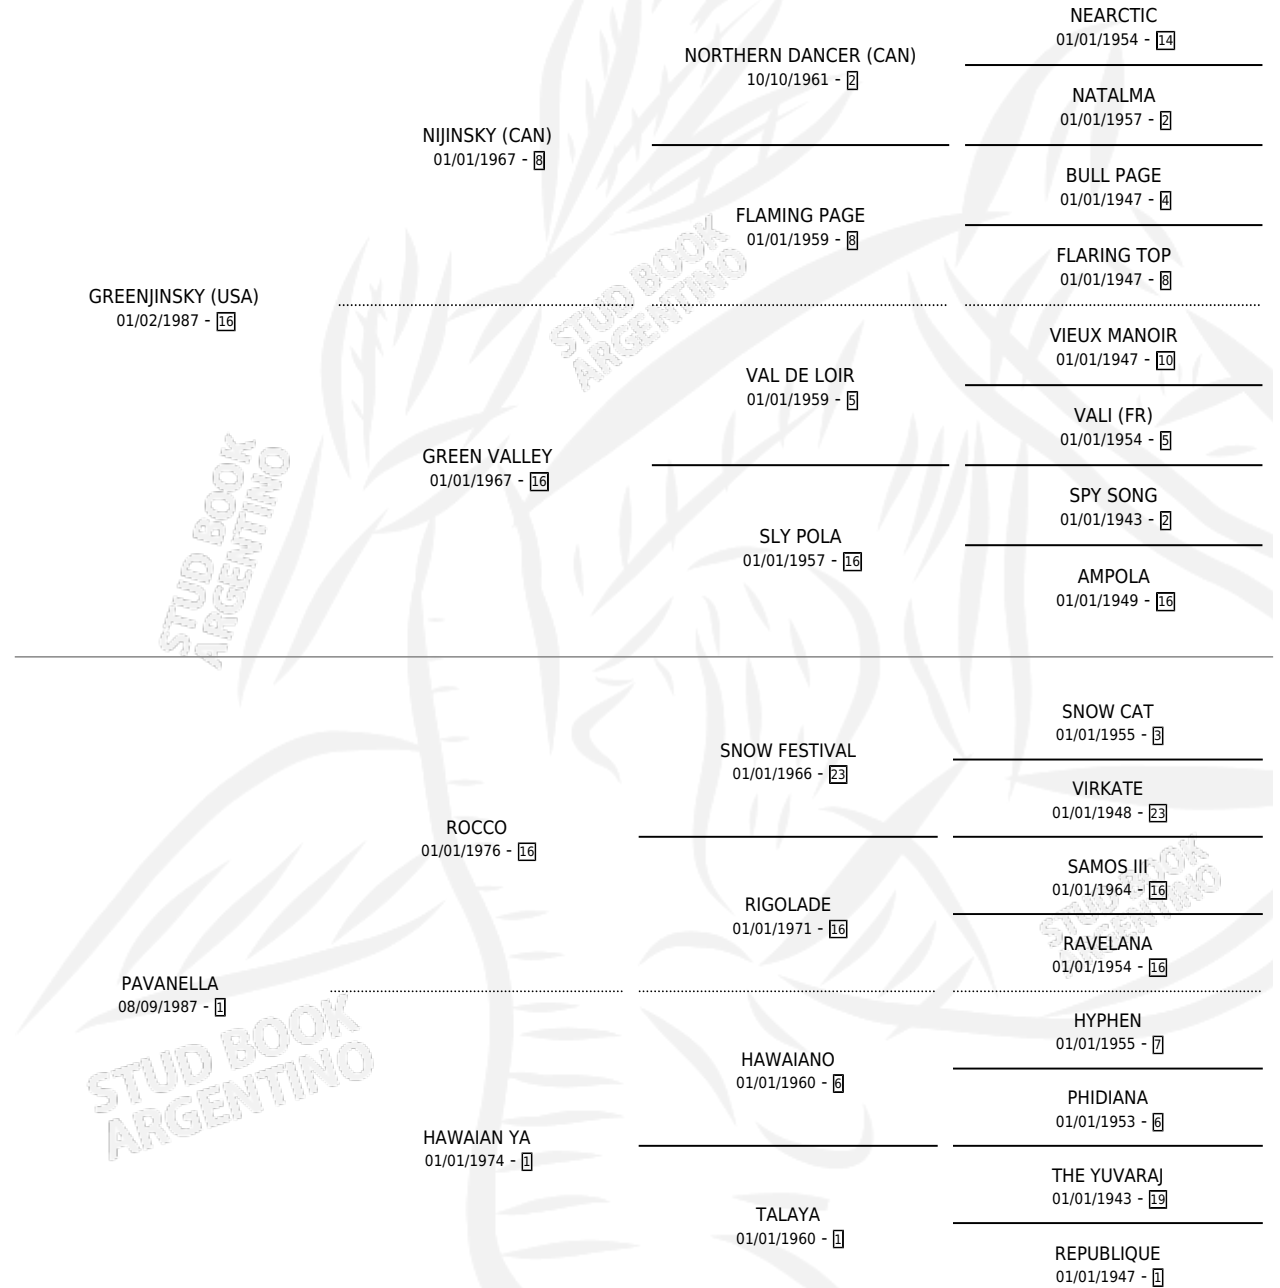 NEARCTIC
01/01/1954 - 14
NORTHERN DANCER (CAN)
10/10/1961 - 2
NATALMA
01/01/1957 - 2
NIJINSKY (CAN)
01/01/1967 - 8
BULL PAGE
01/01/1947 - 4
FLAMING PAGE
01/01/1959 - 8
FLARING TOP
01/01/1947 - 8
GREENJINSKY (USA)
01/02/1987 - 16
VIEUX MANOIR
01/01/1947 - 10
VAL DE LOIR
01/01/1959 - 5
VALI (FR)
01/01/1954 - 5
GREEN VALLEY
01/01/1967 - 16
SPY SONG
01/01/1943 - 2
SLY POLA
01/01/1957 - 16
AMPOLA
01/01/1949 - 16
STUD BOOK
ARGENTINO
STUD BOOK
ARGENTINO
SNOW CAT
01/01/1955 - 3
SNOW FESTIVAL
01/01/1966 - 23
VIRKATE
01/01/1948 - 23
ROCCO
01/01/1976 - 16
SAMOS III
01/01/1964 - 16
RIGOLADE
01/01/1971 - 16
RAVELANA
01/01/1954 - 16
PAVANELLA
08/09/1987 - 1
HYPHEN
01/01/1955 - 7
HAWAIANO
01/01/1960 - 6
PHIDIANA
01/01/1953 - 6
HAWAIAN YA
01/01/1974 - 1
THE YUVARAJ
01/01/1943 - 19
TALAYA
01/01/1960 - 1
REPUBLIQUE
01/01/1947 - 1
STUD BOOK
ARGENTINO
STUD BOOK
ARGENTINO